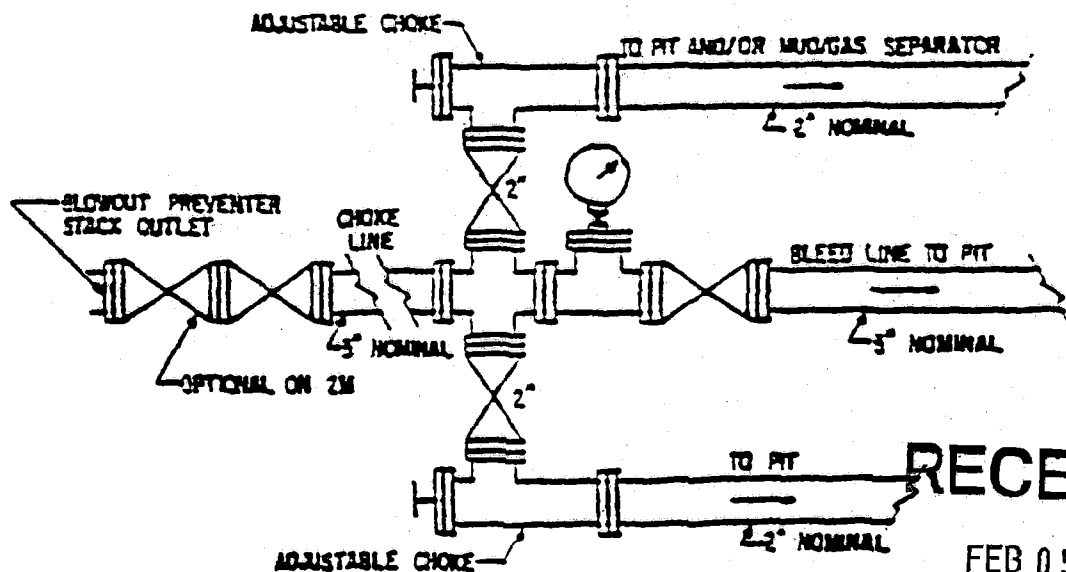 ADJUSTABLE CHOKE
TO PIT AND/OR MUD/GAS SEPARATOR
2" NOMINAL
2"
BLOWOUT PREVENTER
STACK OUTLET
CHOKE
LINE
BLEED LINE TO PIT
3" NOMINAL
3" NOMINAL
OPTIONAL ON 2M
2"
TO PIT
RECE
2" NOMINAL
ADJUSTABLE CHOKE
FEB 05